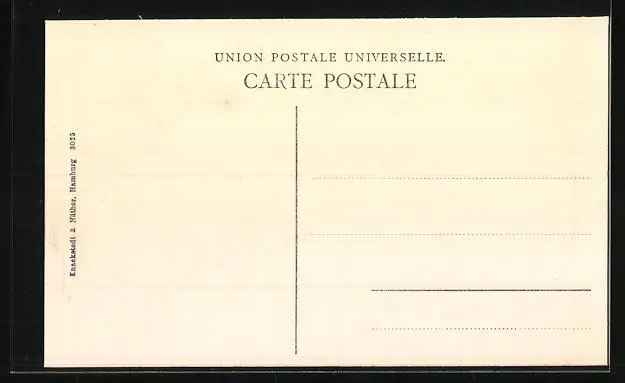 UNION POSTALE UNIVERSELLE.
CARTE POSTALE
Knackstedt & Näther, Hamburg 3025